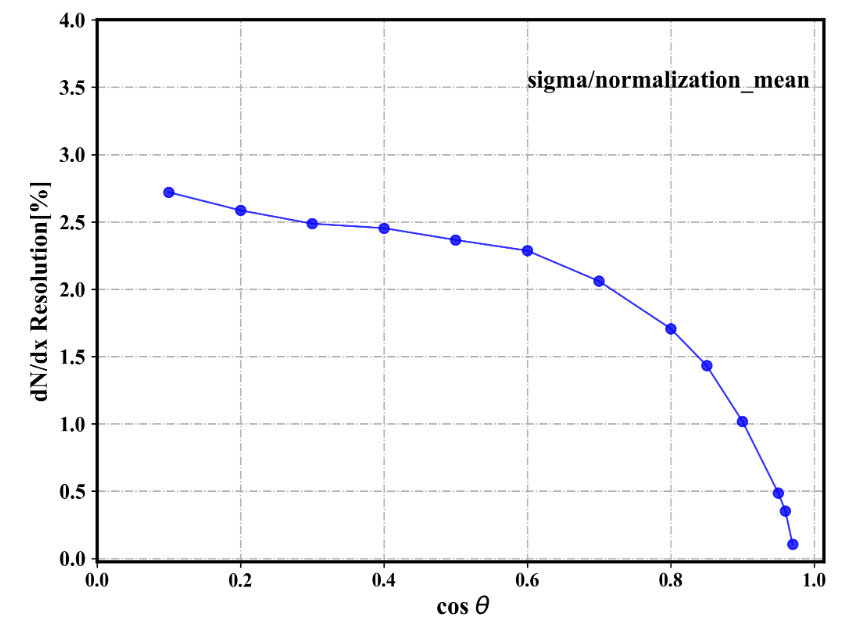 4.0
sigma/normalization_mean
3.5
3.0
2.5
2.0
1.5
1.0
0.5
0.0
dN/dx Resolution[%]
0.0 0.2 0.4 0.6 0.8 1.0
cos θ